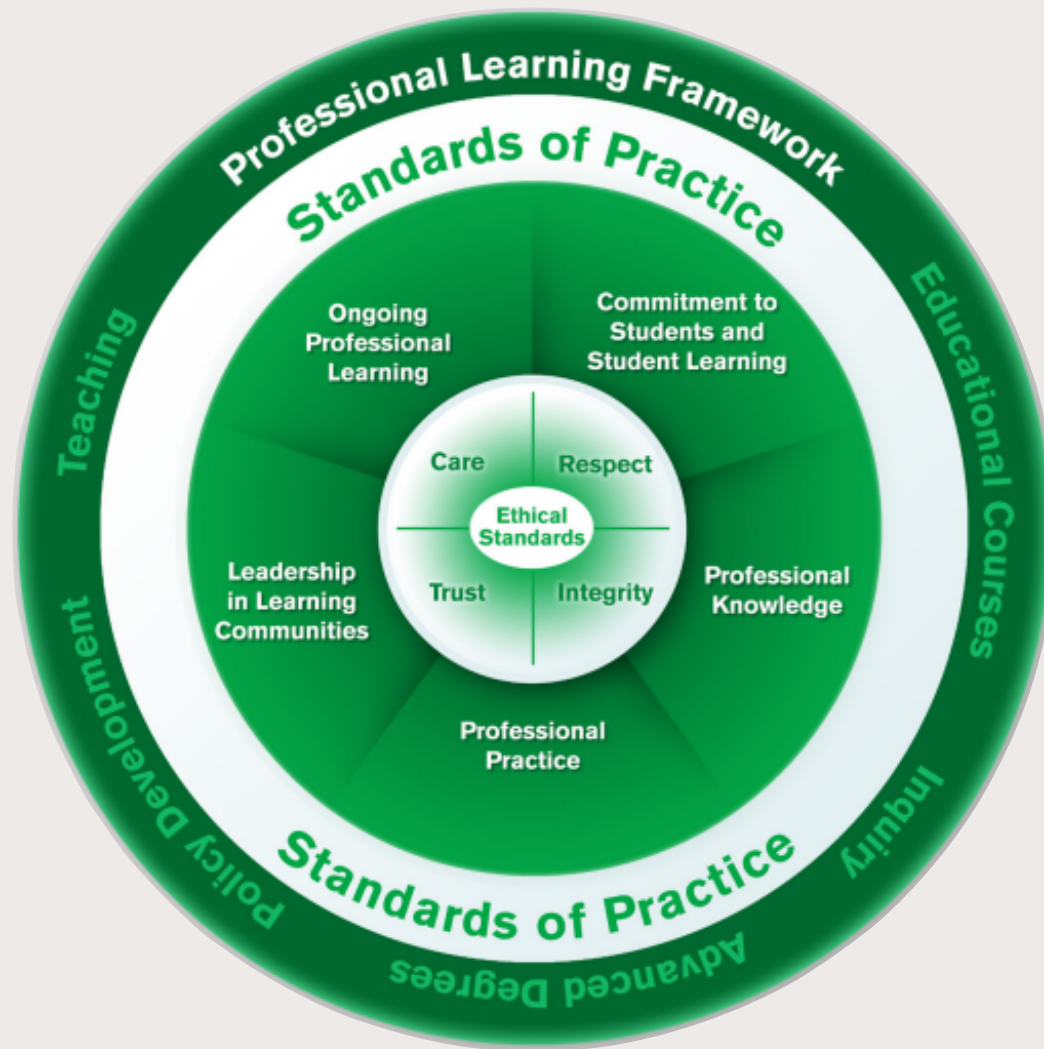 Professional Learning Framework
Standards of Practice
Ongoing
Professional
Learning
Commitment to
Students and
Student Learning
Teaching
Educational Courses
Care
Respect
Ethical
Standards
Trust
Integrity
Leadership
in Learning
Communities
Professional
Knowledge
Professional
Practice
Policy Development
Inquiry
Standards of Practice
Advanced Degrees